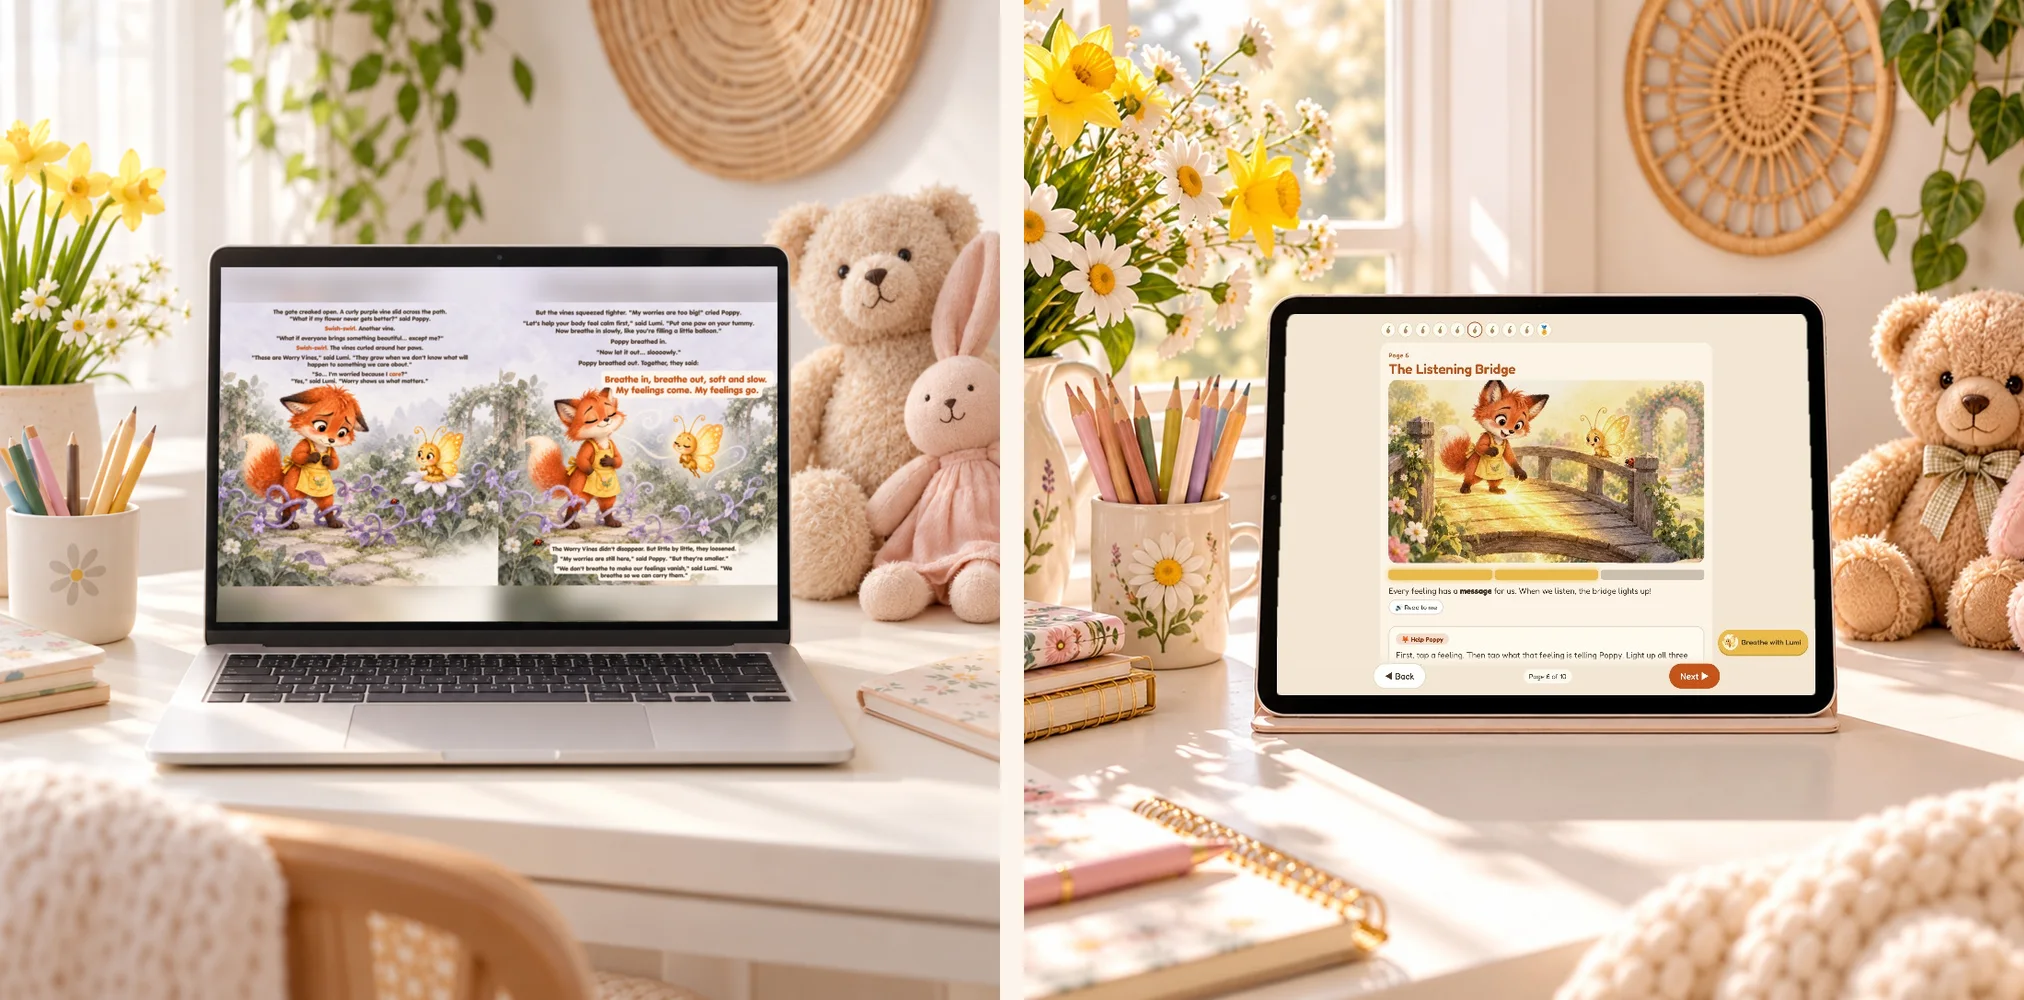 The gate creaked open. A curly purple vine slid across the path.
"What if my flower never gets better?" said Poppy.
Swish-swirl. Another vine.
"What if everyone brings something beautiful... except me?"
Swish-swirl. The vines curled around her paws.
"These are Worry Vines," said Lumi. "They grow when we don't know what will
happen to something we care about."
"So... I'm worried because I care?"
"Yes," said Lumi. "Worry shows us what matters."
But the vines squeezed tighter. "My worries are too big!" cried Poppy.
"Let's help your body feel calm first," said Lumi. "Put one paw on your tummy.
Now breathe in slowly, like you're filling a little balloon."
Poppy breathed in.
"Now let it out... slooowly."
Poppy breathed out. Together, they said:
Breathe in, breathe out, soft and slow.
My feelings come. My feelings go.
The Worry Vines didn't disappear. But little by little, they loosened.
"My worries are still here," said Poppy. "But they're smaller."
"We don't breathe to make our feelings vanish," said Lumi. "We
breathe so we can carry them."
Page 6
The Listening Bridge
Every feeling has a message for us. When we listen, the bridge lights up!
Read to me
Help Poppy
First, tap a feeling. Then tap what that feeling is telling Poppy. Light up all three
Breathe with Lumi
◀ Back
Page 6 of 10
Next ▶